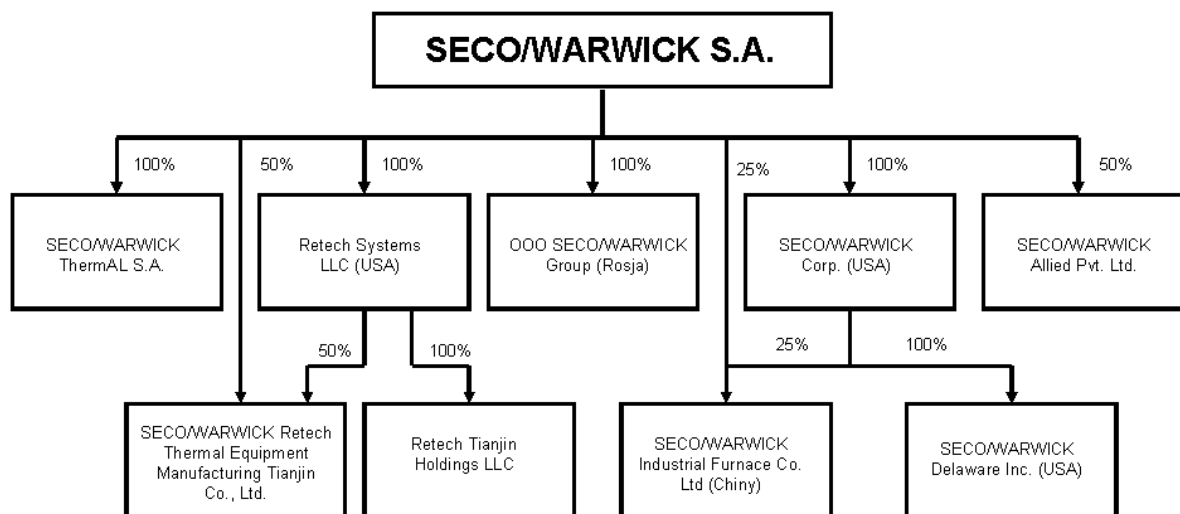 SECO/WARWICK S.A.
100%
50%
100%
100%
25%
100%
50%
SECO/WARWICK
ThermAL S.A.
Retech Systems
LLC (USA)
OOO SECO/WARWICK
Group (Rosja)
SECO/WARWICK
Corp. (USA)
SECO/WARWICK
Allied Pvt. Ltd.
50%
100%
25%
100%
SECO/WARWICK Retech
Thermal Equipment
Manufacturing Tianjin
Co., Ltd.
Retech Tianjin
Holdings LLC
SECO/WARWICK
Industrial Furnace Co.
Ltd (Chiny)
SECO/WARWICK
Delaware Inc. (USA)